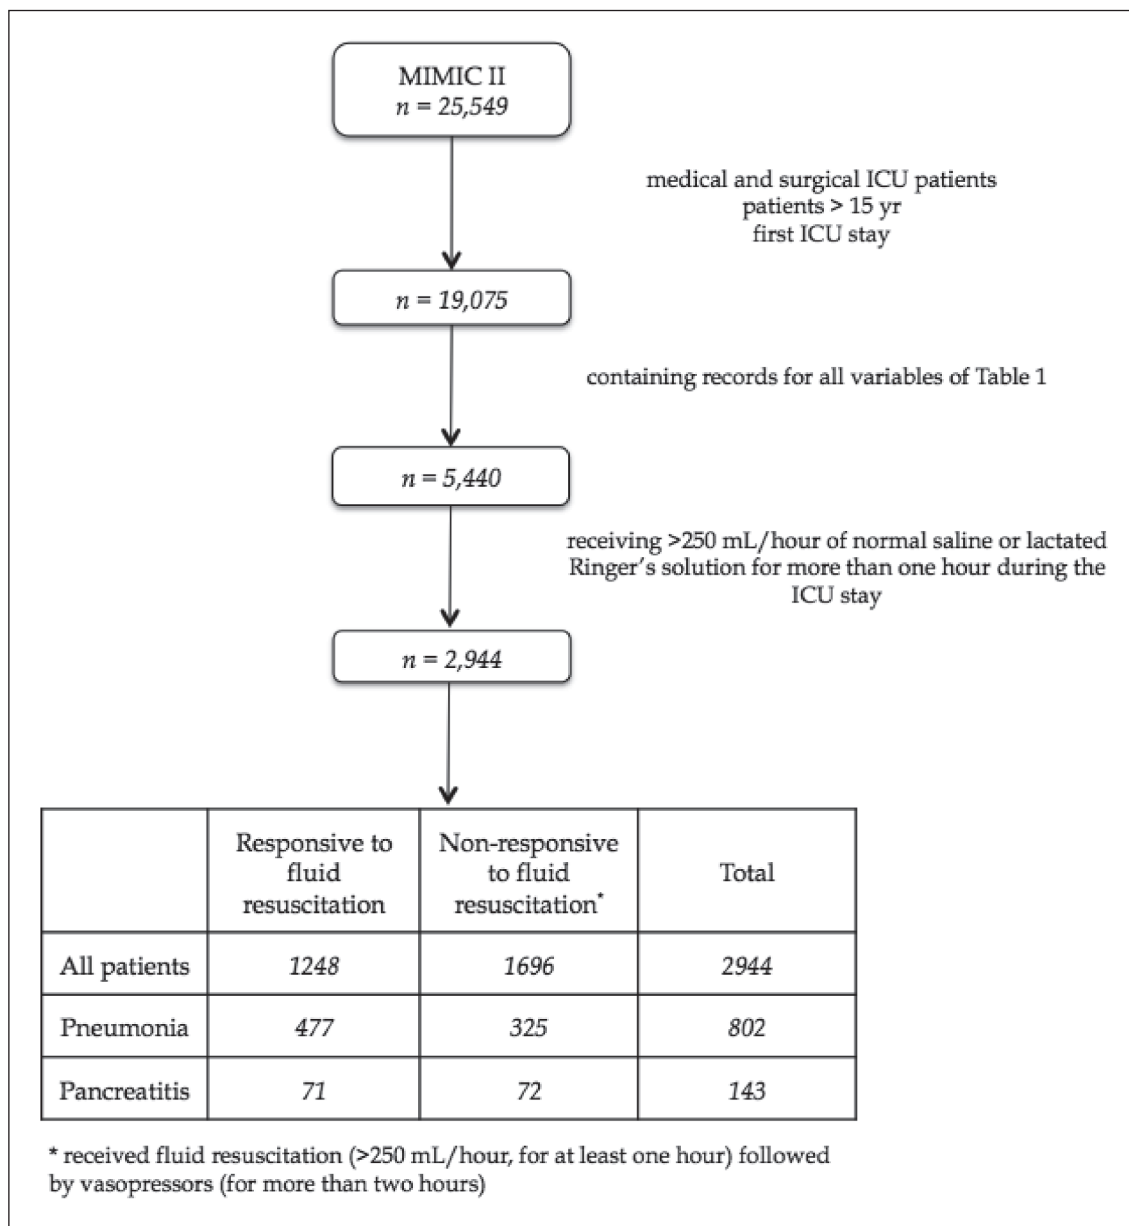 MIMIC II
n = 25,549
medical and surgical ICU patients
patients > 15 yr
first ICU stay
n = 19,075
containing records for all variables of Table 1
n = 5,440
receiving >250 mL/hour of normal saline or lactated
Ringer's solution for more than one hour during the
ICU stay
n = 2,944
Responsive to
fluid
resuscitation
Non-responsive
to fluid
resuscitation*
Total
All patients
1248
1696
2944
Pneumonia
477
325
802
Pancreatitis
71
72
143
* received fluid resuscitation (>250 mL/hour, for at least one hour) followed
by vasopressors (for more than two hours)